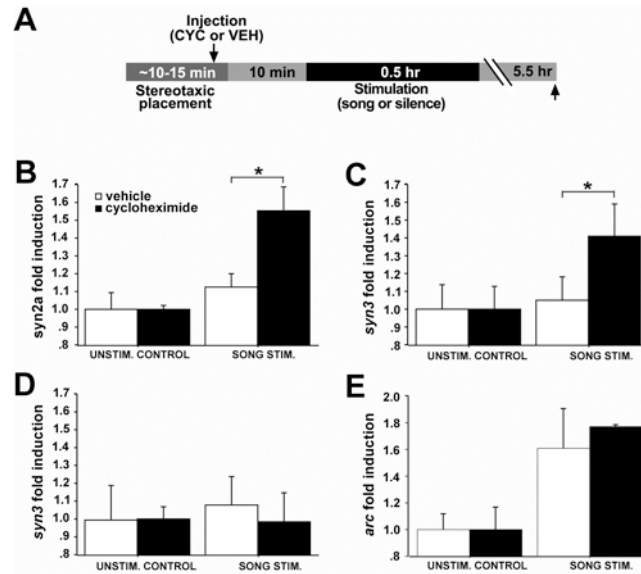 A
Injection
(CYC or VEH)
~10-15 min
10 min
0.5 hr
5.5 hr
Stereotaxic
placement
Stimulation
(song or silence)
B
syn2a fold induction
1.7
1.6
1.5
1.4
1.3
1.2
1.1
1.0
.9
.8
vehicle
cycloheximide
*
UNSTIM. CONTROL
SONG STIM.
C
syn3 fold induction
1.7
1.6
1.5
1.4
1.3
1.2
1.1
1.0
.9
.8
*
UNSTIM. CONTROL
SONG STIM.
D
syn3 fold induction
1.7
1.6
1.5
1.4
1.3
1.2
1.1
1.0
.9
.8
UNSTIM. CONTROL
SONG STIM.
E
arc fold induction
2.0
1.8
1.6
1.4
1.2
1.0
.8
UNSTIM. CONTROL
SONG STIM.